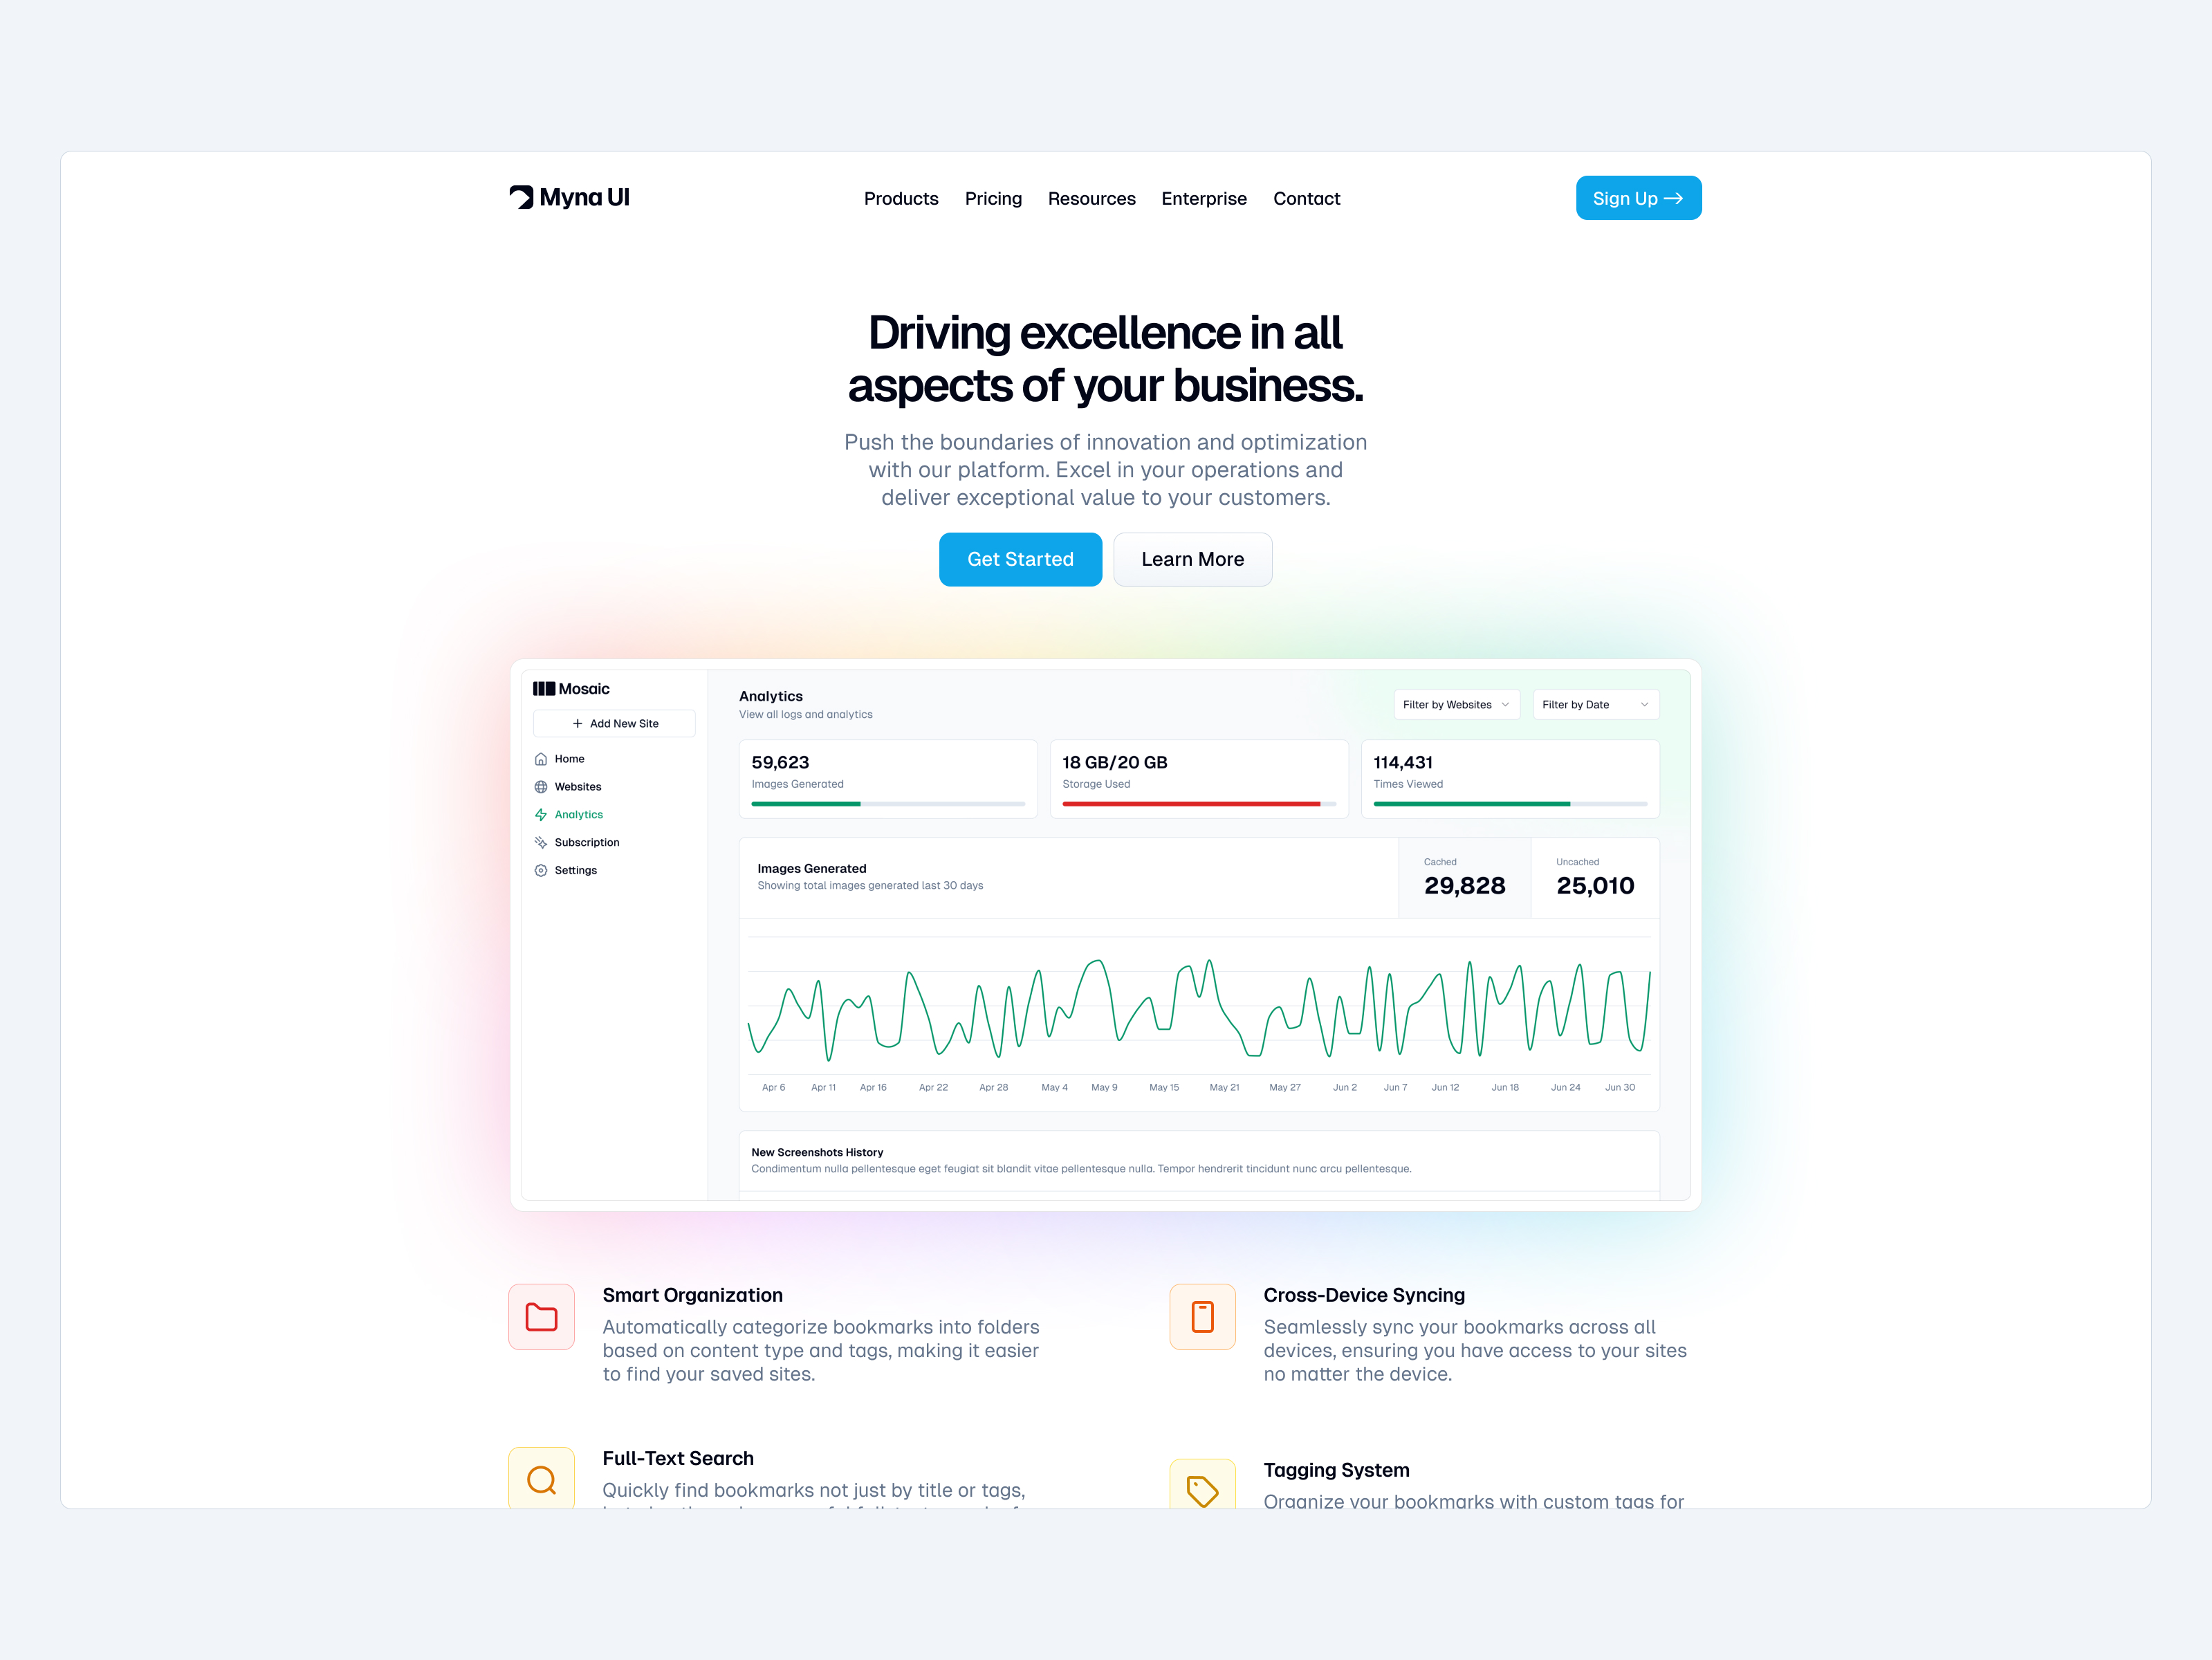 Myna UI
Products Pricing Resources Enterprise Contact
Sign Up
Driving excellence in all
aspects of your business.
Push the boundaries of innovation and optimization
with our platform. Excel in your operations and
deliver exceptional value to your customers.
Get Started Learn More
Mosaic
Add New Site
Home
Websites
Analytics
Subscription
Settings
Analytics
View all logs and analytics
Filter by Websites Filter by Date
59,623
Images Generated
18 GB/20 GB
Storage Used
114,431
Times Viewed
Images Generated
Showing total images generated last 30 days
Cached
29,828
Uncached
25,010
Apr 6 Apr 11 Apr 16 Apr 22 Apr 28 May 4 May 9 May 15 May 21 May 27 Jun 2 Jun 7 Jun 12 Jun 18 Jun 24 Jun 30
New Screenshots History
Condimentum nulla pellentesque eget feugiat sit blandit vitae pellentesque nulla. Tempor hendrerit tincidunt nunc arcu pellentesque.
Smart Organization
Automatically categorize bookmarks into folders
based on content type and tags, making it easier
to find your saved sites.
Cross-Device Syncing
Seamlessly sync your bookmarks across all
devices, ensuring you have access to your sites
no matter the device.
Full-Text Search
Quickly find bookmarks not just by title or tags,
Tagging System
Organize your bookmarks with custom tags for